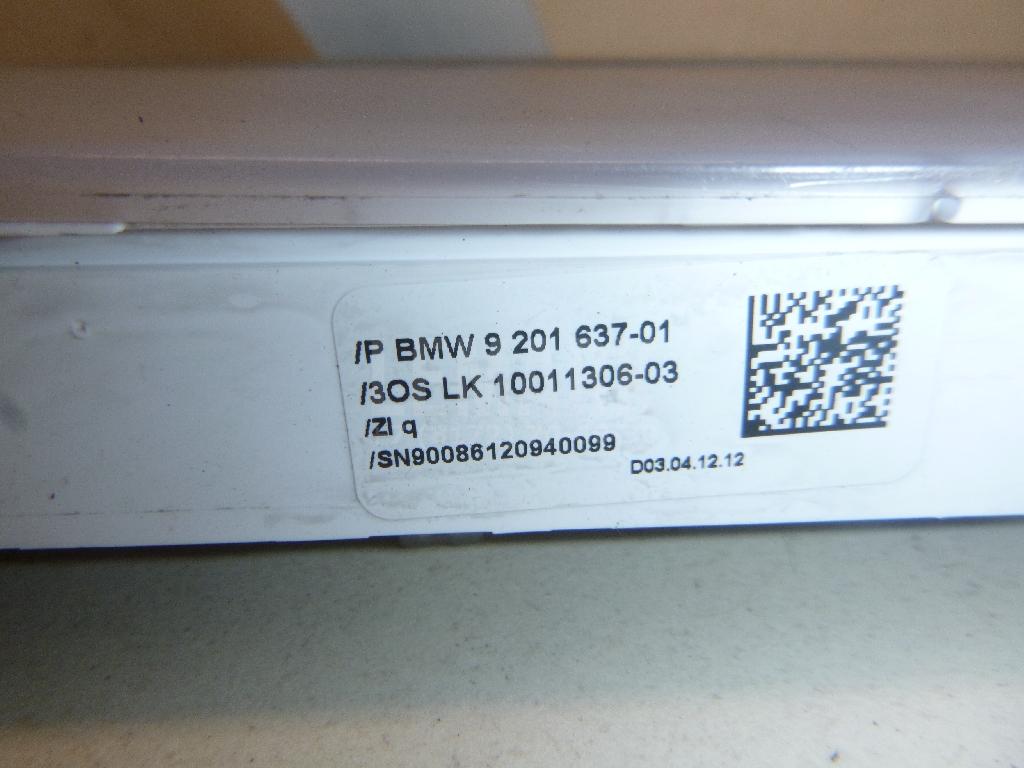 /P BMW 9 201 637-01
/3OS LK 10011306-03
/ZI q
/SN90086120940099
D03.04.12.12